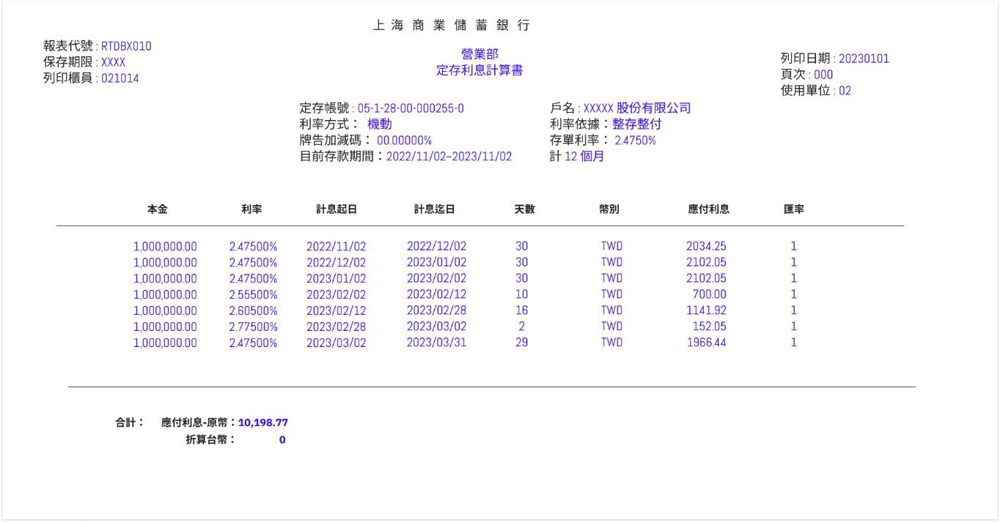 上 海 商 業 儲 蓄 銀 行
報表代號 : RTDBX010
保存期限 : XXXX
列印櫃員 : 021014
營業部
定存利息計算書
列印日期 : 20230101
頁次 : 000
使用單位 : 02
定存帳號 : 05-1-28-00-000255-0
利率方式： 機動
牌告加減碼： 00.00000%
目前存款期間：2022/11/02~2023/11/02
戶名 : XXXXX 股份有限公司
利率依據：整存整付
存單利率： 2.4750%
計 12 個月
本金 利率 計息起日 計息迄日 天數 幣別 應付利息 匯率
1,000,000.00 2.47500% 2022/11/02 2022/12/02 30 TWD 2034.25 1
1,000,000.00 2.47500% 2022/12/02 2023/01/02 30 TWD 2102.05 1
1,000,000.00 2.47500% 2023/01/02 2023/02/02 30 TWD 2102.05 1
1,000,000.00 2.55500% 2023/02/02 2023/02/12 10 TWD 700.00 1
1,000,000.00 2.60500% 2023/02/12 2023/02/28 16 TWD 1141.92 1
1,000,000.00 2.77500% 2023/02/28 2023/03/02 2 TWD 152.05 1
1,000,000.00 2.47500% 2023/03/02 2023/03/31 29 TWD 1966.44 1
合計： 應付利息-原幣：10,198.77
折算台幣： 0